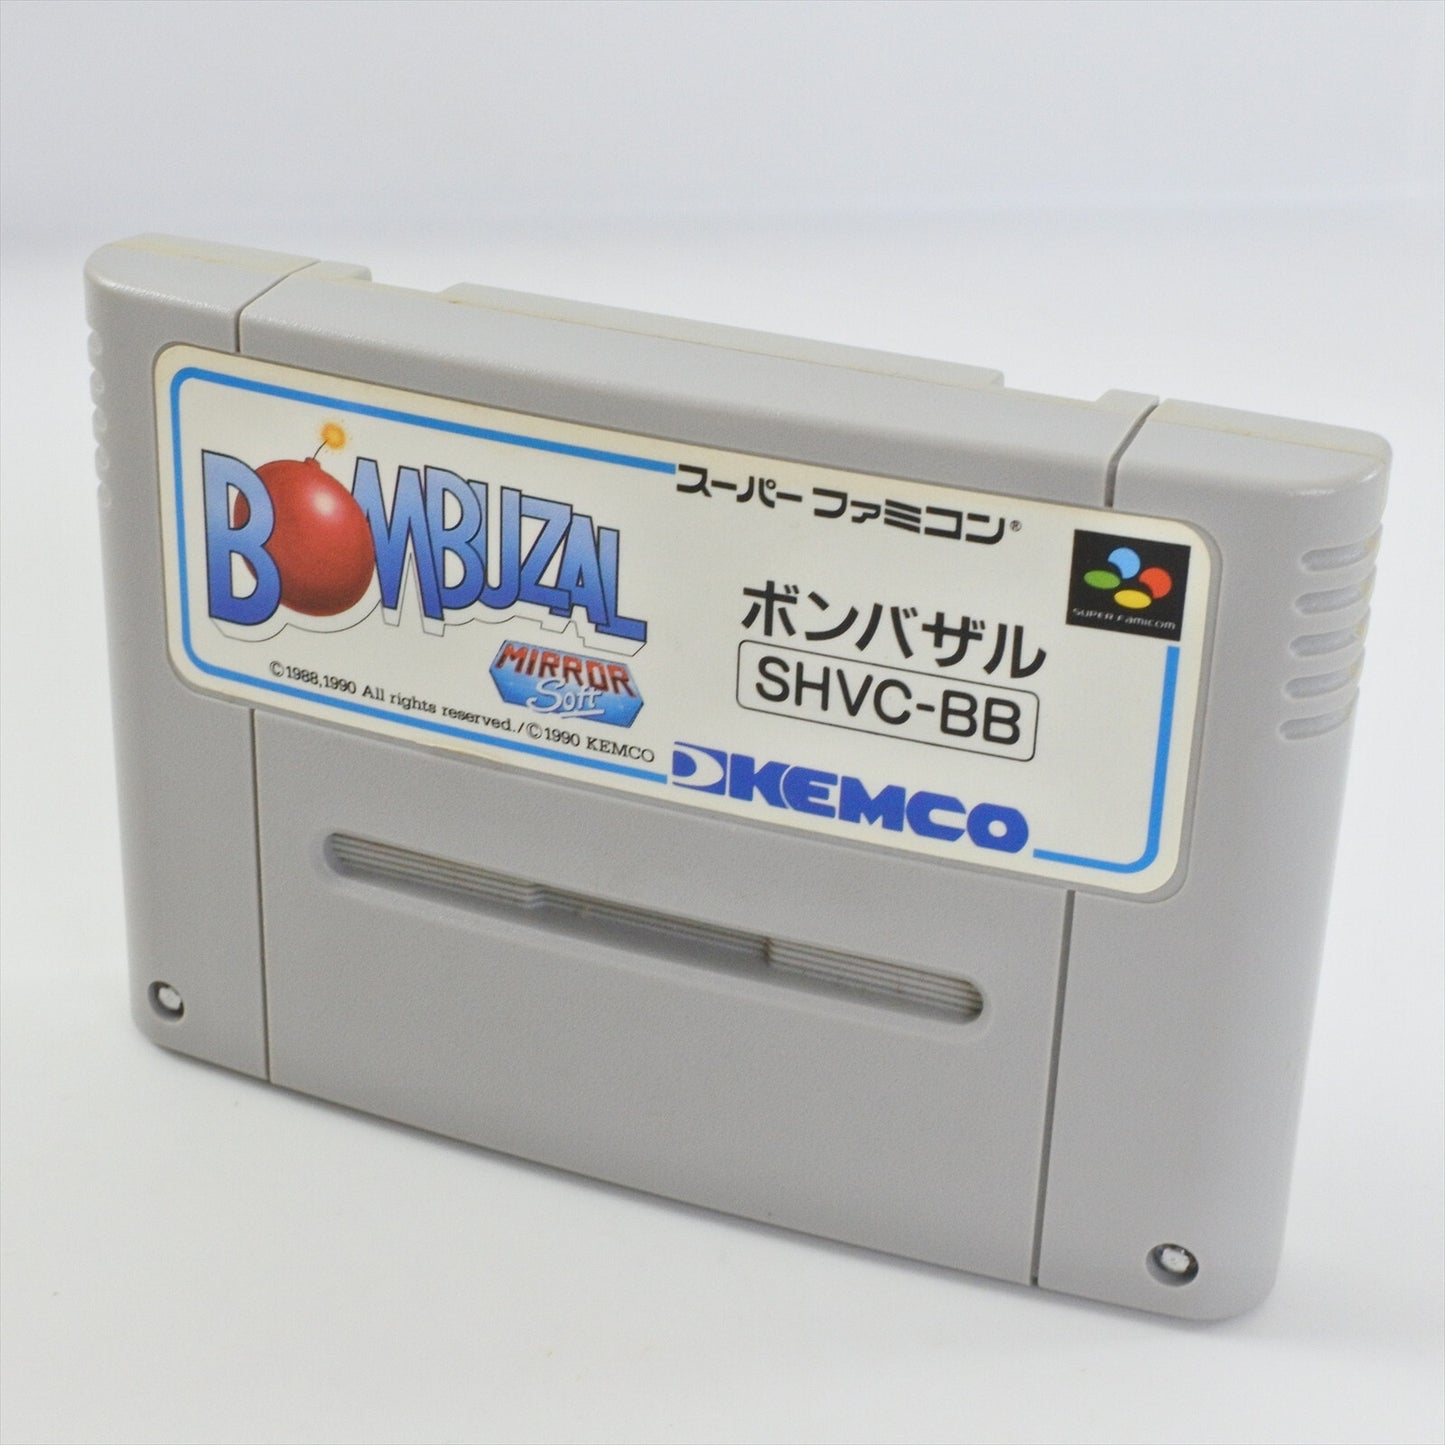 スーパーファミコン®
BOMBUZAL
SUPER FAMICOM
ボンバザル
MIRROR
Soft
SHVC-BB
©1988,1990 All rights reserved./©1990 KEMCO
KEMCO